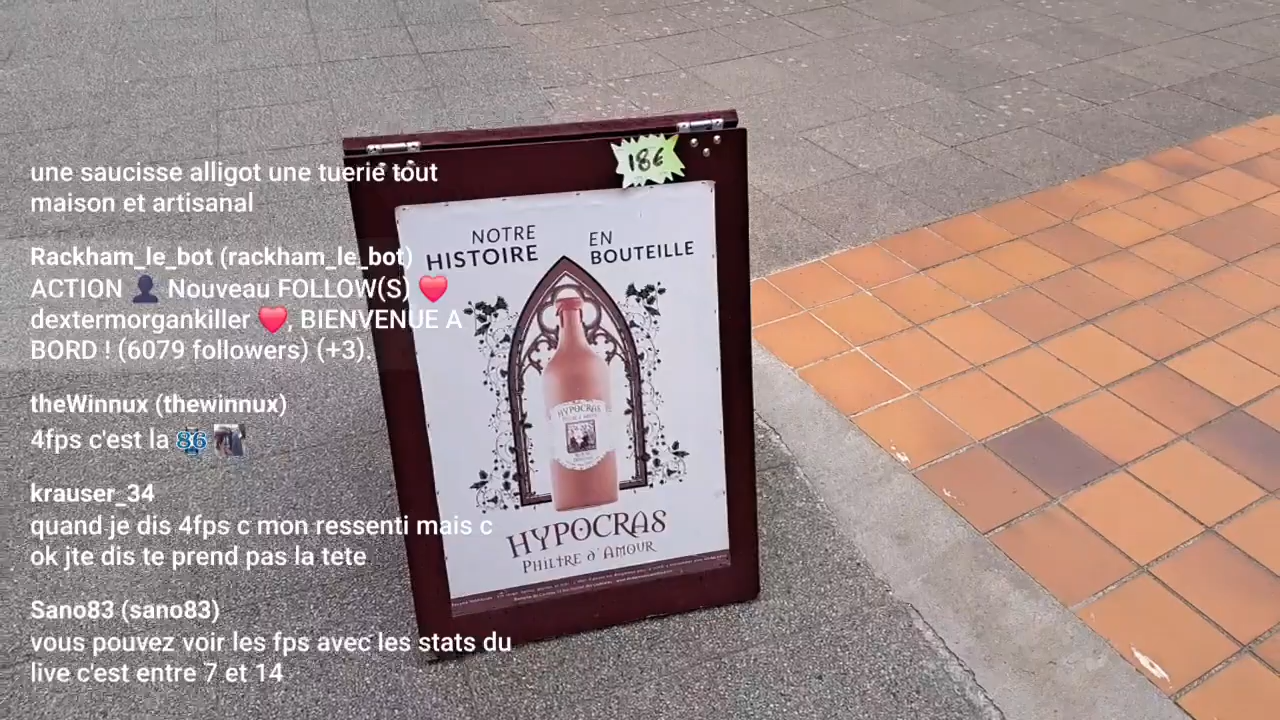 une saucisse alligot une tuerie tout
maison et artisanal
Rackham_le_bot (rackham_le_bot)
ACTION 👤 Nouveau FOLLOW(S) ❤️
dextermorgankiller ❤️, BIENVENUE A
BORD ! (6079 followers) (+3).
theWinnux (thewinnux)
4fps c'est la
krauser_34
quand je dis 4fps c mon ressenti mais c
ok jte dis te prend pas la tete
Sano83 (sano83)
vous pouvez voir les fps avec les stats du
live c'est entre 7 et 14
18€
NOTRE
HISTOIRE
EN
BOUTEILLE
HYPOCRAS
HYPOCRAS
PHILTRE d'AMOUR